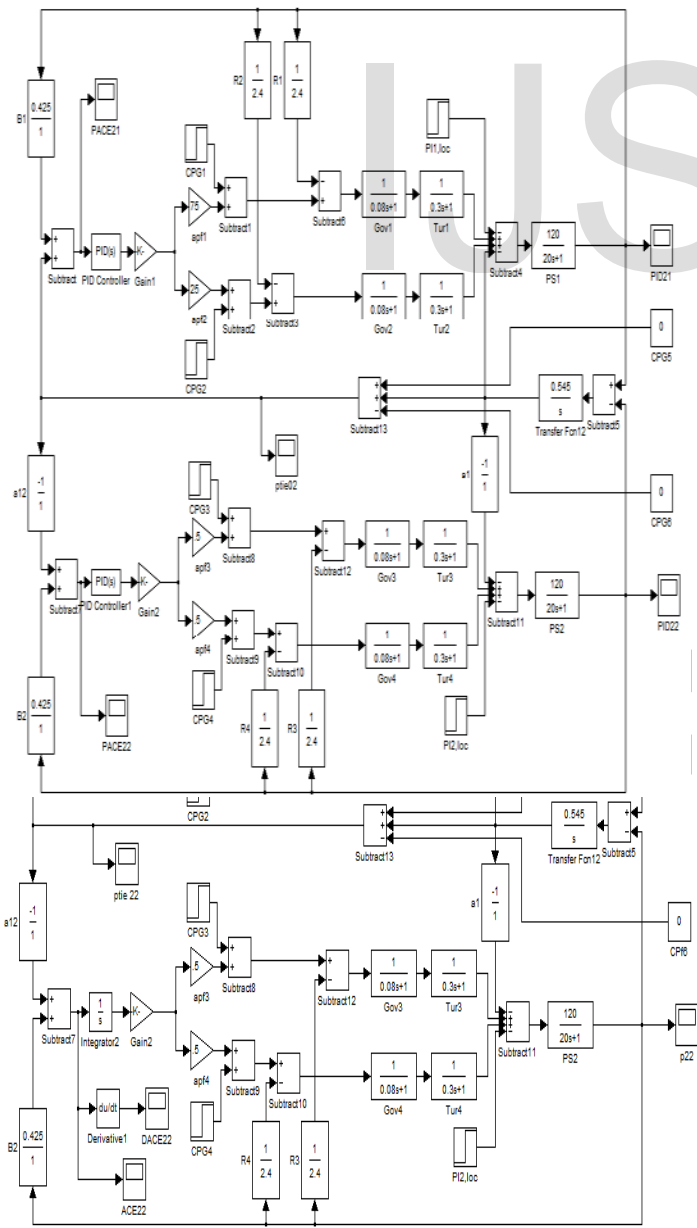 IJS
R2
1
2.4
R1
1
2.4
B1
0.425
1
PACE21
CPG1
PI1,loc
75
apf1
+
+
Subtract1
−
+
Subtract6
1
0.08s+1
Gov1
1
0.3s+1
Tur1
+
+
Subtract
PID(s)
PID Controller
K-
Gain1
Subtract4
120
20s+1
PS1
PID21
25
apf2
+
+
Subtract2
−
+
Subtract3
1
0.08s+1
Gov2
1
0.3s+1
Tur2
CPG2
0
CPG5
+
+
−
Subtract13
0.545
s
Transfer Fcn12
+
−
Subtract5
a12
-1
1
ptie02
a1
-1
1
0
CPG6
CPG3
.5
apf3
+
+
Subtract8
+
−
Subtract12
1
0.08s+1
Gov3
1
0.3s+1
Tur3
+
+
Subtract7
PID(s)
PID Controller1
K-
Gain2
Subtract11
120
20s+1
PS2
PID22
.5
apf4
+
+
Subtract9
+
−
Subtract10
1
0.08s+1
Gov4
1
0.3s+1
Tur4
B2
0.425
1
PACE22
CPG4
R4
1
2.4
R3
1
2.4
PI2,loc
CPG2
+
+
−
Subtract13
0.545
s
Transfer Fcn12
+
−
Subtract5
ptie 22
a12
-1
1
a1
-1
1
0
CPf6
CPG3
.5
apf3
+
+
Subtract8
+
−
Subtract12
1
0.08s+1
Gov3
1
0.3s+1
Tur3
+
+
Subtract7
1
s
Integrator2
K-
Gain2
Subtract11
120
20s+1
PS2
p22
.5
apf4
+
+
Subtract9
+
−
Subtract10
1
0.08s+1
Gov4
1
0.3s+1
Tur4
B2
0.425
1
du/dt
Derivative1
DACE22
CPG4
R4
1
2.4
R3
1
2.4
PI2,loc
ACE22